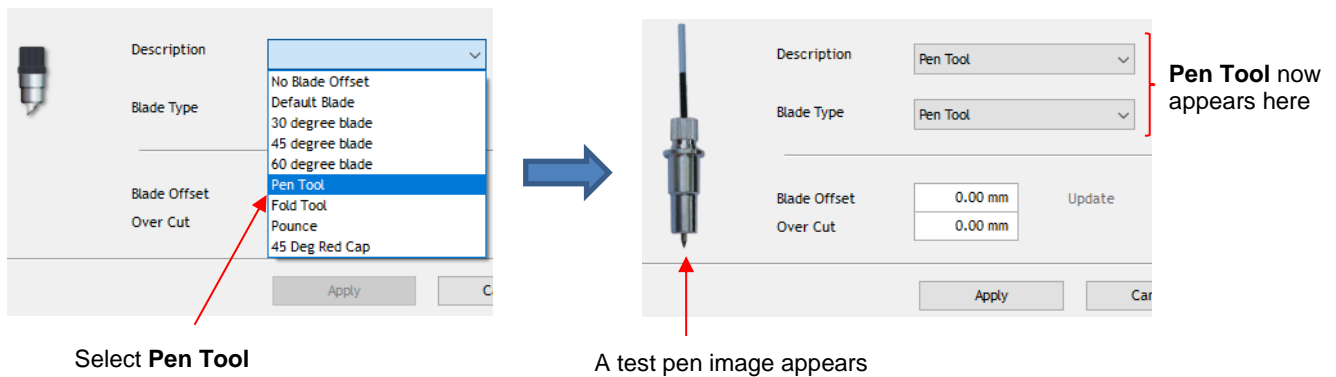 Description
No Blade Offset
Default Blade
30 degree blade
45 degree blade
60 degree blade
Pen Tool
Fold Tool
Pounce
45 Deg Red Cap
Blade Type
Blade Offset
Over Cut
Apply
Select Pen Tool
Description Pen Tool
Blade Type Pen Tool
Blade Offset 0.00 mm Update
Over Cut 0.00 mm
Apply
Pen Tool now
appears here
A test pen image appears